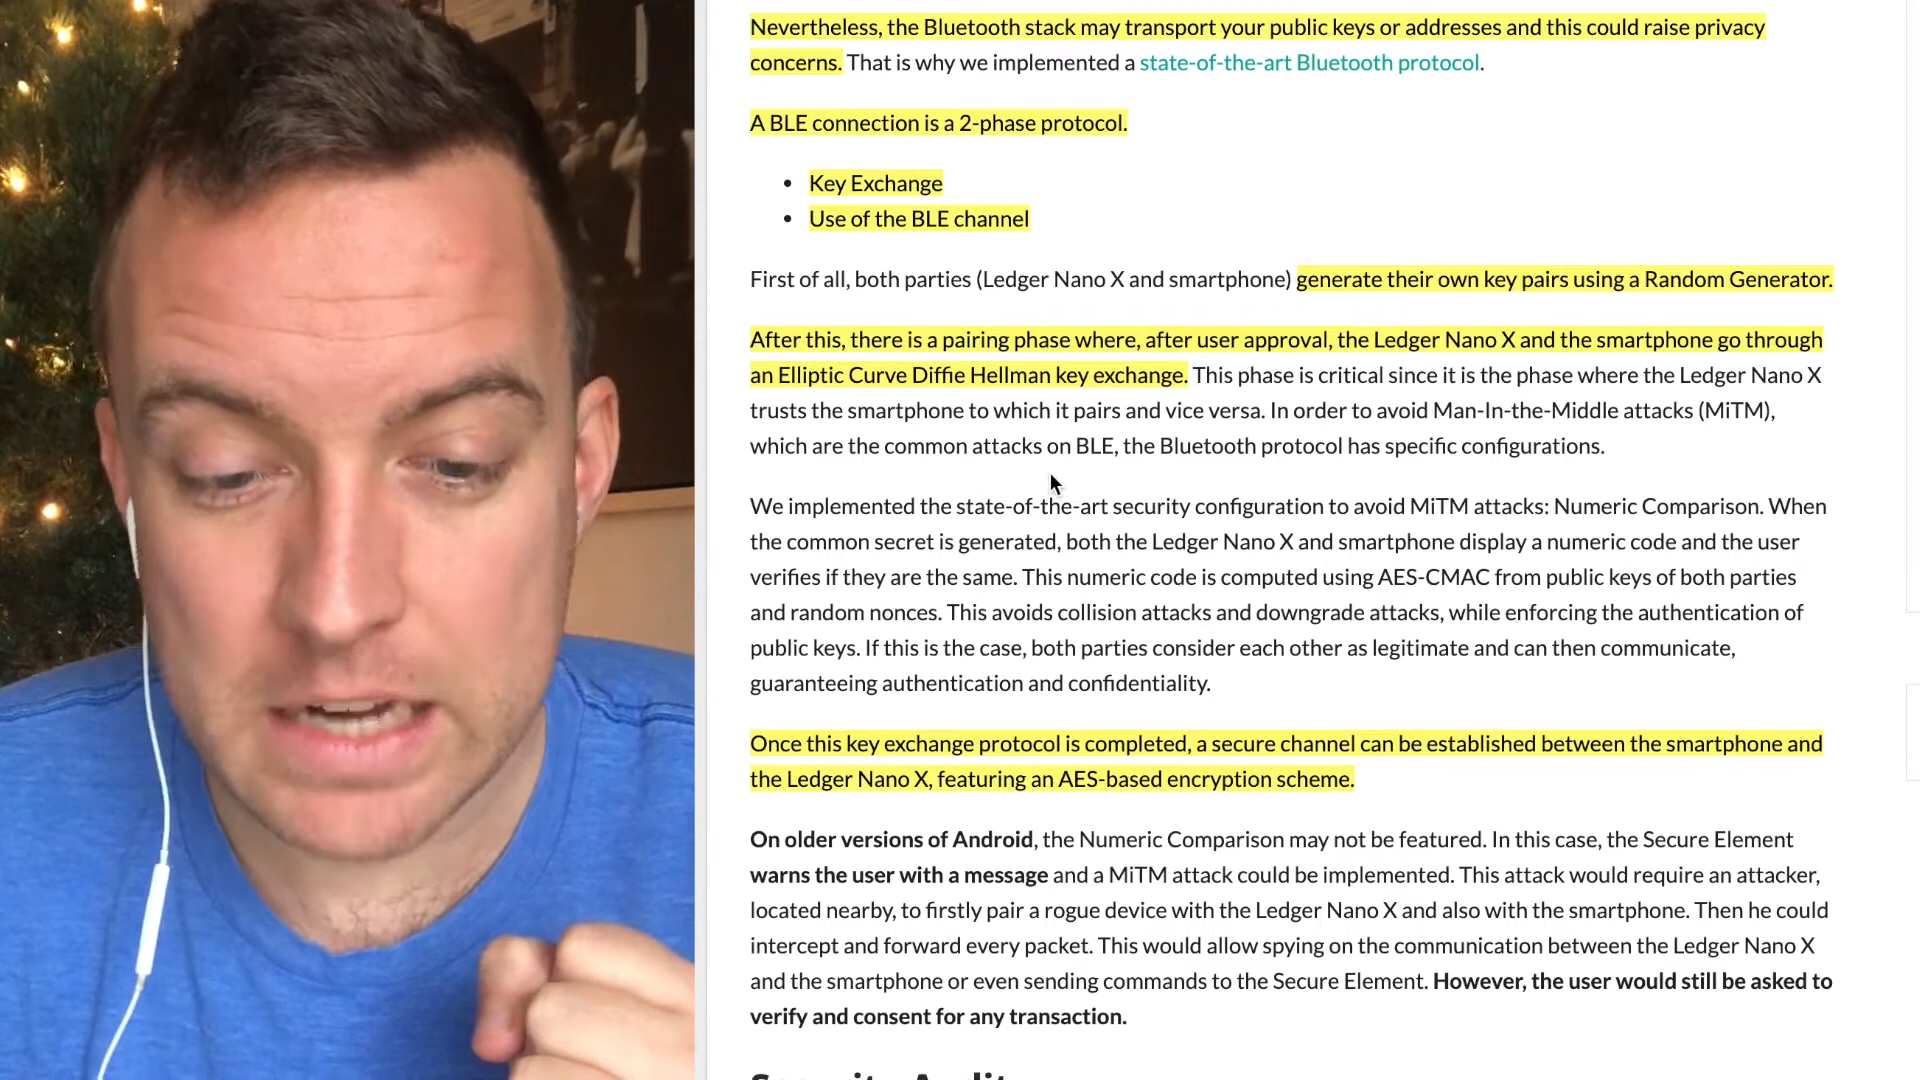 Nevertheless, the Bluetooth stack may transport your public keys or addresses and this could raise privacy
concerns. That is why we implemented a state-of-the-art Bluetooth protocol.
A BLE connection is a 2-phase protocol.
• Key Exchange
• Use of the BLE channel
First of all, both parties (Ledger Nano X and smartphone) generate their own key pairs using a Random Generator.
After this, there is a pairing phase where, after user approval, the Ledger Nano X and the smartphone go through
an Elliptic Curve Diffie Hellman key exchange. This phase is critical since it is the phase where the Ledger Nano X
trusts the smartphone to which it pairs and vice versa. In order to avoid Man-In-the-Middle attacks (MiTM),
which are the common attacks on BLE, the Bluetooth protocol has specific configurations.
We implemented the state-of-the-art security configuration to avoid MiTM attacks: Numeric Comparison. When
the common secret is generated, both the Ledger Nano X and smartphone display a numeric code and the user
verifies if they are the same. This numeric code is computed using AES-CMAC from public keys of both parties
and random nonces. This avoids collision attacks and downgrade attacks, while enforcing the authentication of
public keys. If this is the case, both parties consider each other as legitimate and can then communicate,
guaranteeing authentication and confidentiality.
Once this key exchange protocol is completed, a secure channel can be established between the smartphone and
the Ledger Nano X, featuring an AES-based encryption scheme.
On older versions of Android, the Numeric Comparison may not be featured. In this case, the Secure Element
warns the user with a message and a MiTM attack could be implemented. This attack would require an attacker,
located nearby, to firstly pair a rogue device with the Ledger Nano X and also with the smartphone. Then he could
intercept and forward every packet. This would allow spying on the communication between the Ledger Nano X
and the smartphone or even sending commands to the Secure Element. However, the user would still be asked to
verify and consent for any transaction.